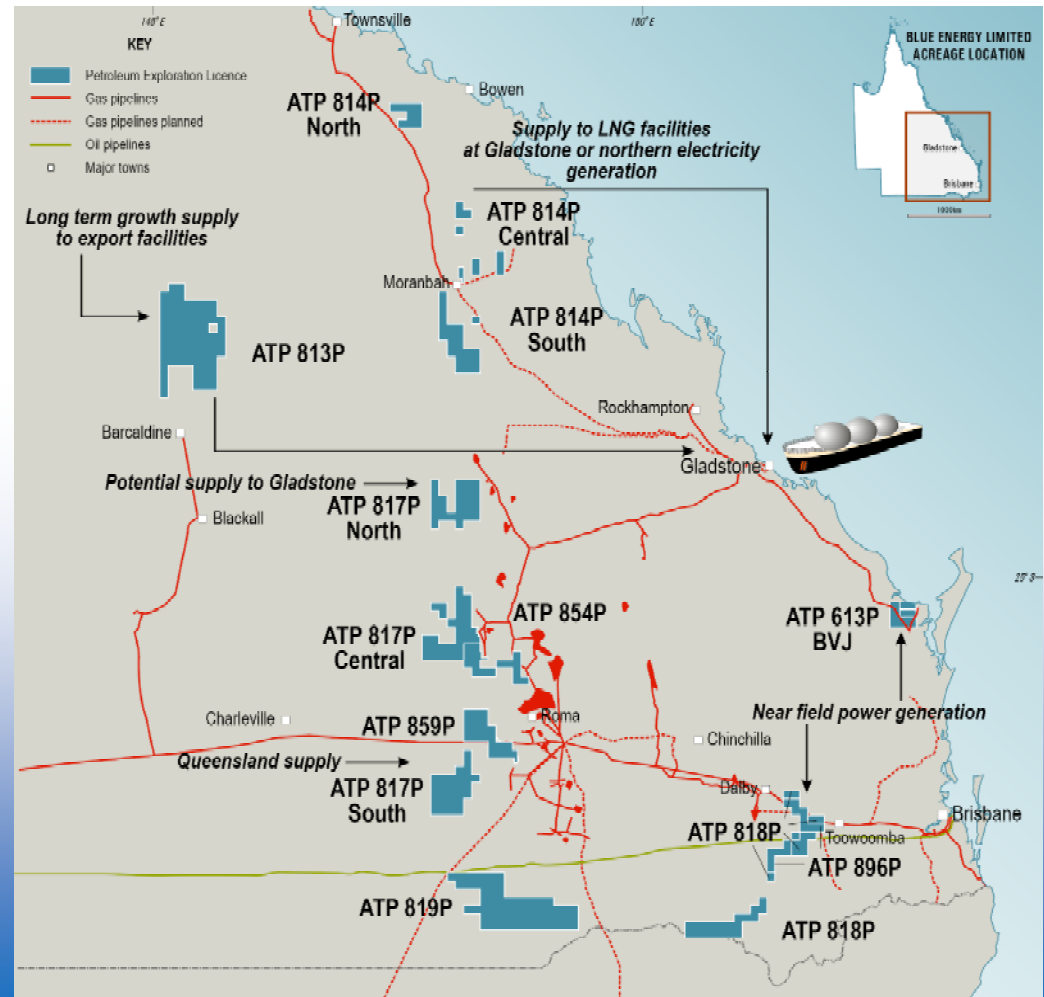 140° E
150° E
Townsville
KEY
Petroleum Exploration Licence
Gas pipelines
Gas pipelines planned
Oil pipelines
Major towns
BLUE ENERGY LIMITED
ACREAGE LOCATION
Gladstone
Brisbane
1000km
ATP 814P
North
Bowen
Supply to LNG facilities
at Gladstone or northern electricity
generation
Long term growth supply
to export facilities
ATP 814P
Central
Moranbah
ATP 814P
South
ATP 813P
Rockhampton
Barcaldine
Gladstone
Potential supply to Gladstone
ATP 817P
North
Blackall
25° S
ATP 854P
ATP 613P
BVJ
ATP 817P
Central
Near field power generation
Charleville
ATP 859P
Roma
Chinchilla
Queensland supply
ATP 817P
South
Dalby
Brisbane
ATP 818P
Toowoomba
ATP 896P
ATP 819P
ATP 818P